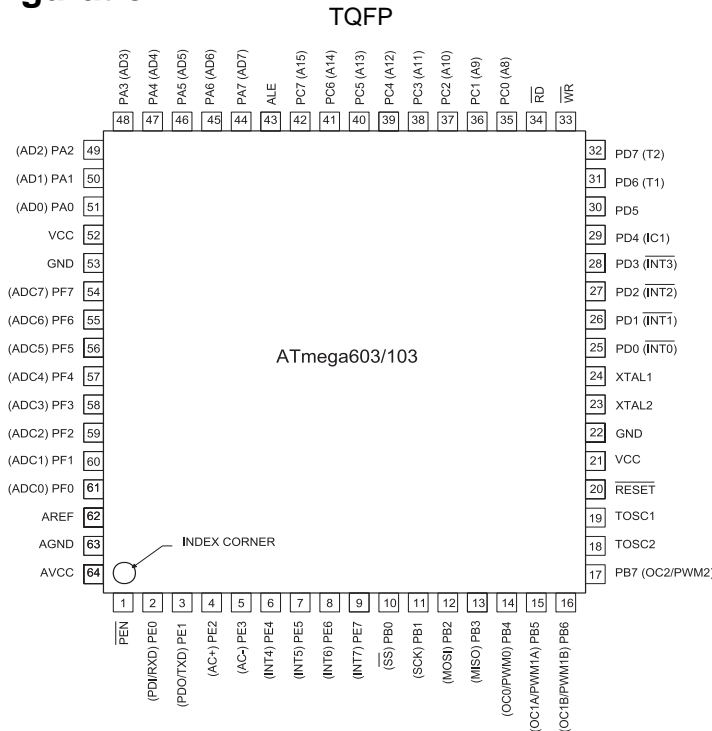 TQFP
PA3 (AD3)
PA4 (AD4)
PA5 (AD5)
PA6 (AD6)
PA7 (AD7)
ALE
PC7 (A15)
PC6 (A14)
PC5 (A13)
PC4 (A12)
PC3 (A11)
PC2 (A10)
PC1 (A9)
PC0 (A8)
RD
WR
48 47 46 45 44 43 42 41 40 39 38 37 36 35 34 33
(AD2) PA2 49
(AD1) PA1 50
(AD0) PA0 51
VCC 52
GND 53
(ADC7) PF7 54
(ADC6) PF6 55
(ADC5) PF5 56
(ADC4) PF4 57
(ADC3) PF3 58
(ADC2) PF2 59
(ADC1) PF1 60
(ADC0) PF0 61
AREF 62
AGND 63
AVCC 64
ATmega603/103
INDEX CORNER
32 PD7 (T2)
31 PD6 (T1)
30 PD5
29 PD4 (IC1)
28 PD3 (INT3)
27 PD2 (INT2)
26 PD1 (INT1)
25 PD0 (INT0)
24 XTAL1
23 XTAL2
22 GND
21 VCC
20 RESET
19 TOSC1
18 TOSC2
17 PB7 (OC2/PWM2)
1 2 3 4 5 6 7 8 9 10 11 12 13 14 15 16
PEN
(PDI/RXD) PE0
(PDO/TXD) PE1
(AC+) PE2
(AC-) PE3
(INT4) PE4
(INT5) PE5
(INT6) PE6
(INT7) PE7
(SS) PB0
(SCK) PB1
(MOSI) PB2
(MISO) PB3
(OC0/PWM0) PB4
(OC1A/PWM1A) PB5
(OC1B/PWM1B) PB6